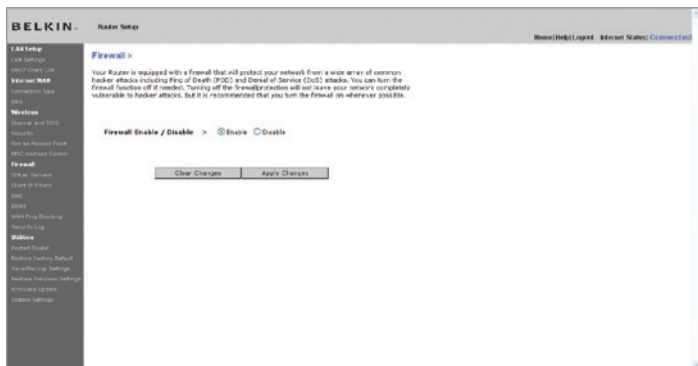 BELKIN
Router Setup
Home|Help|Logout Internet Status: Connected
LAN Setup
LAN Settings
DHCP Client List
Internet WAN
Connection Type
DNS
Wireless
Channel and SSID
Security
Use as Access Point
MAC Address Control
Firewall
Virtual Servers
Client IP Filters
DMZ
DDNS
WAN Ping Blocking
Security Log
Utilities
Restart Router
Restore Factory Default
Save/Backup Settings
Restore Previous Settings
Firmware Update
System Settings
Firewall >
Your Router is equipped with a firewall that will protect your network from a wide array of common
hacker attacks including Ping of Death (POD) and Denial of Service (DoS) attacks. You can turn the
firewall function off if needed. Turning off the firewall protection will not leave your network completely
vulnerable to hacker attacks, but it is recommended that you turn the firewall on whenever possible.
Firewall Enable / Disable > Enable Disable
Clear Changes Apply Changes